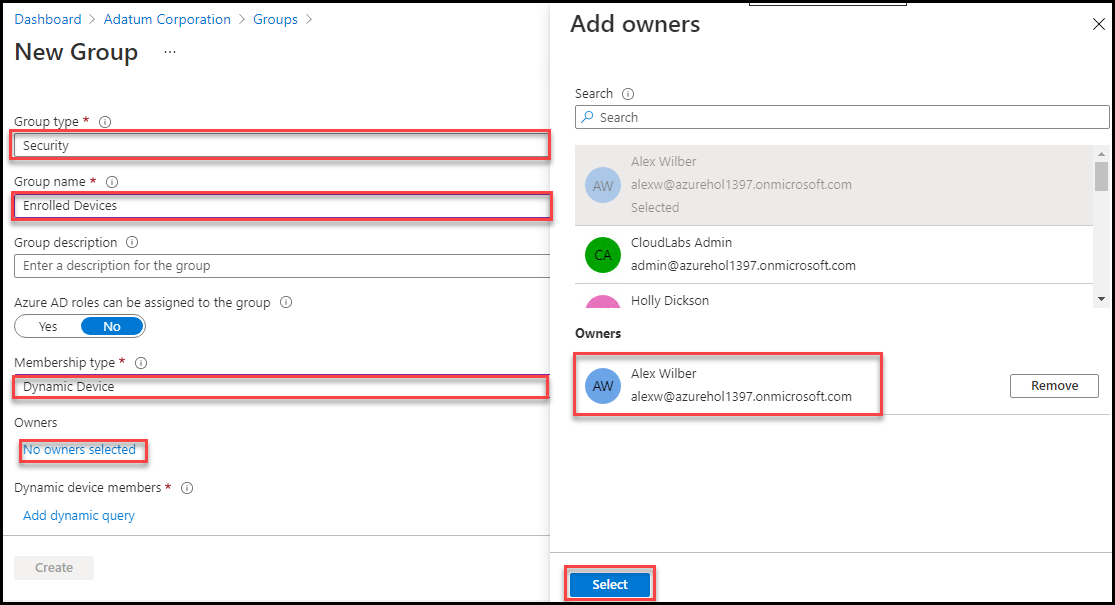 Dashboard > Adatum Corporation > Groups >
New Group ...
Group type *
Security
Group name *
Enrolled Devices
Group description
Enter a description for the group
Azure AD roles can be assigned to the group
Yes No
Membership type *
Dynamic Device
Owners
No owners selected
Dynamic device members *
Add dynamic query
Create
Add owners
Search
Search
AW
Alex Wilber
alexw@azurehol1397.onmicrosoft.com
Selected
CA
CloudLabs Admin
admin@azurehol1397.onmicrosoft.com
Holly Dickson
Owners
AW
Alex Wilber
alexw@azurehol1397.onmicrosoft.com
Remove
Select